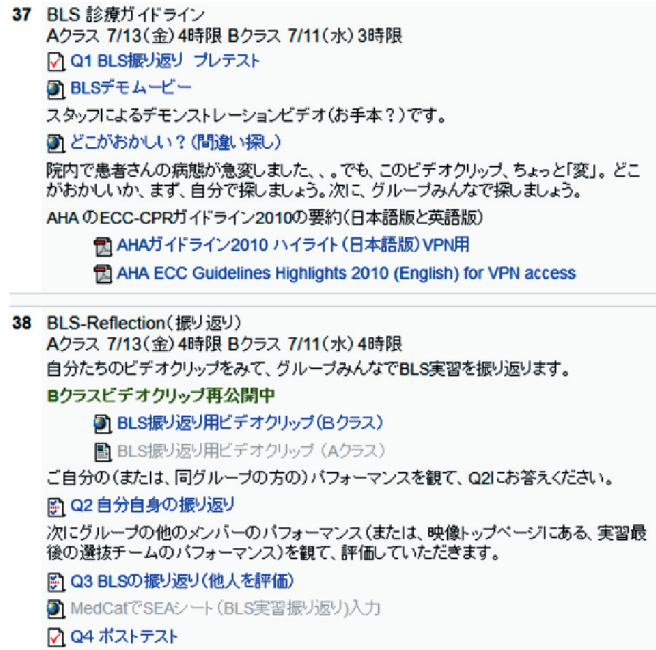 37 BLS 診療ガイドライン
Aクラス 7/13(金)4時限 Bクラス 7/11(水)3時限
Q1 BLS振り返り プレテスト
BLSデモムービー
スタッフによるデモンストレーションビデオ(お手本？)です。
どこがおかしい？(間違い探し)
院内で患者さんの病態が急変しました、、。でも、このビデオクリップ、ちょっと「変」。どこ
がおかしいか、まず、自分で探しましょう。次に、グループみんなで探しましょう。
AHA のECC-CPRガイドライン2010の要約(日本語版と英語版)
AHAガイドライン2010 ハイライト(日本語版)VPN用
AHA ECC Guidelines Highlights 2010 (English) for VPN access
38 BLS-Reflection(振り返り)
Aクラス 7/13(金)4時限 Bクラス 7/11(水)4時限
自分たちのビデオクリップをみて、グループみんなでBLS実習を振り返ります。
Bクラスビデオクリップ再公開中
BLS振り返り用ビデオクリップ(Bクラス)
BLS振り返り用ビデオクリップ (Aクラス)
ご自分の(または、同グループの方の)パフォーマンスを観て、Q2にお答えください。
Q2 自分自身の振り返り
次にグループの他のメンバーのパフォーマンス(または、映像トップページにある、実習最
後の選抜チームのパフォーマンス)を観て、評価していただきます。
Q3 BLSの振り返り(他人を評価)
MedCatでSEAシート(BLS実習振り返り)入力
Q4 ポストテスト